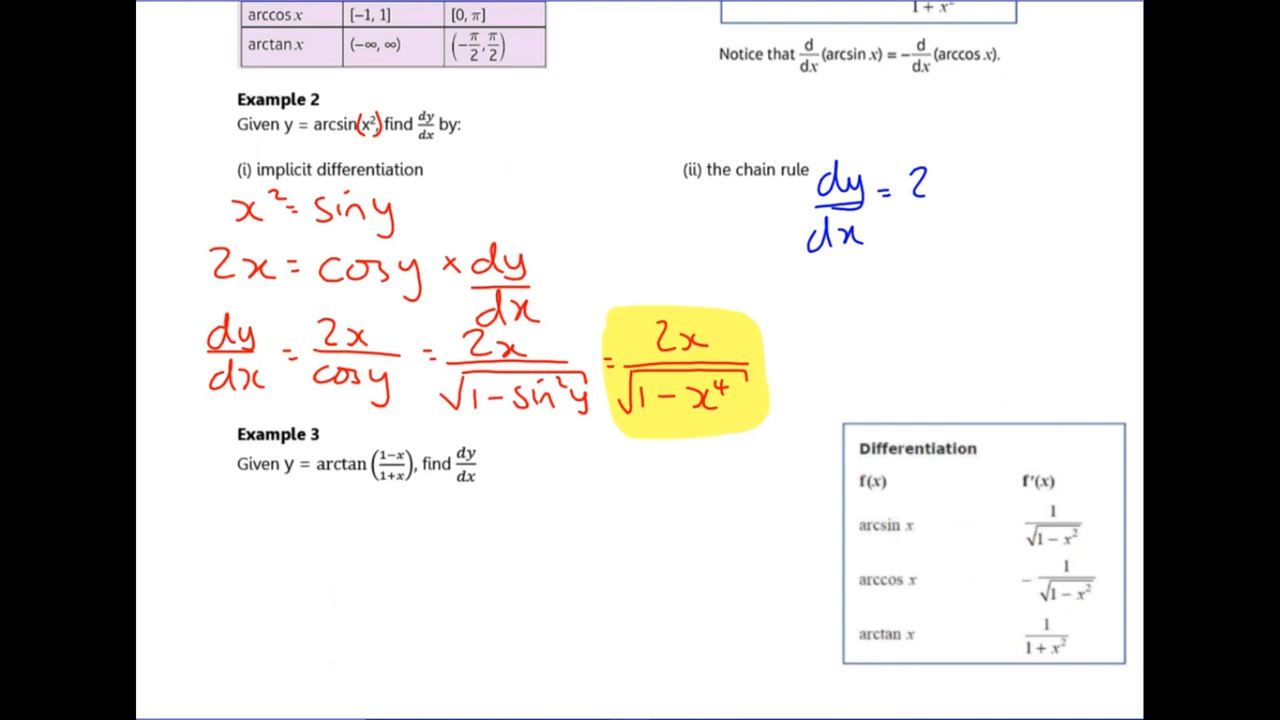 arccos x [−1, 1] [0, π]
arctan x (−∞, ∞) (−π/2, π/2)
1 + x²
Notice that d/dx (arcsin x) = −d/dx (arccos x).
Example 2
Given y = arcsin(x²) find dy/dx by:
(i) implicit differentiation
(ii) the chain rule
dy/dx = 2
x² = sin y
2x = cos y × dy/dx
dy/dx = 2x/cos y = 2x/√(1 − sin²y) = 2x/√(1 − x⁴)
Example 3
Given y = arctan ((1−x)/(1+x)), find dy/dx
Differentiation
f(x) f'(x)
arcsin x 1/√(1 − x²)
arccos x − 1/√(1 − x²)
arctan x 1/(1 + x²)